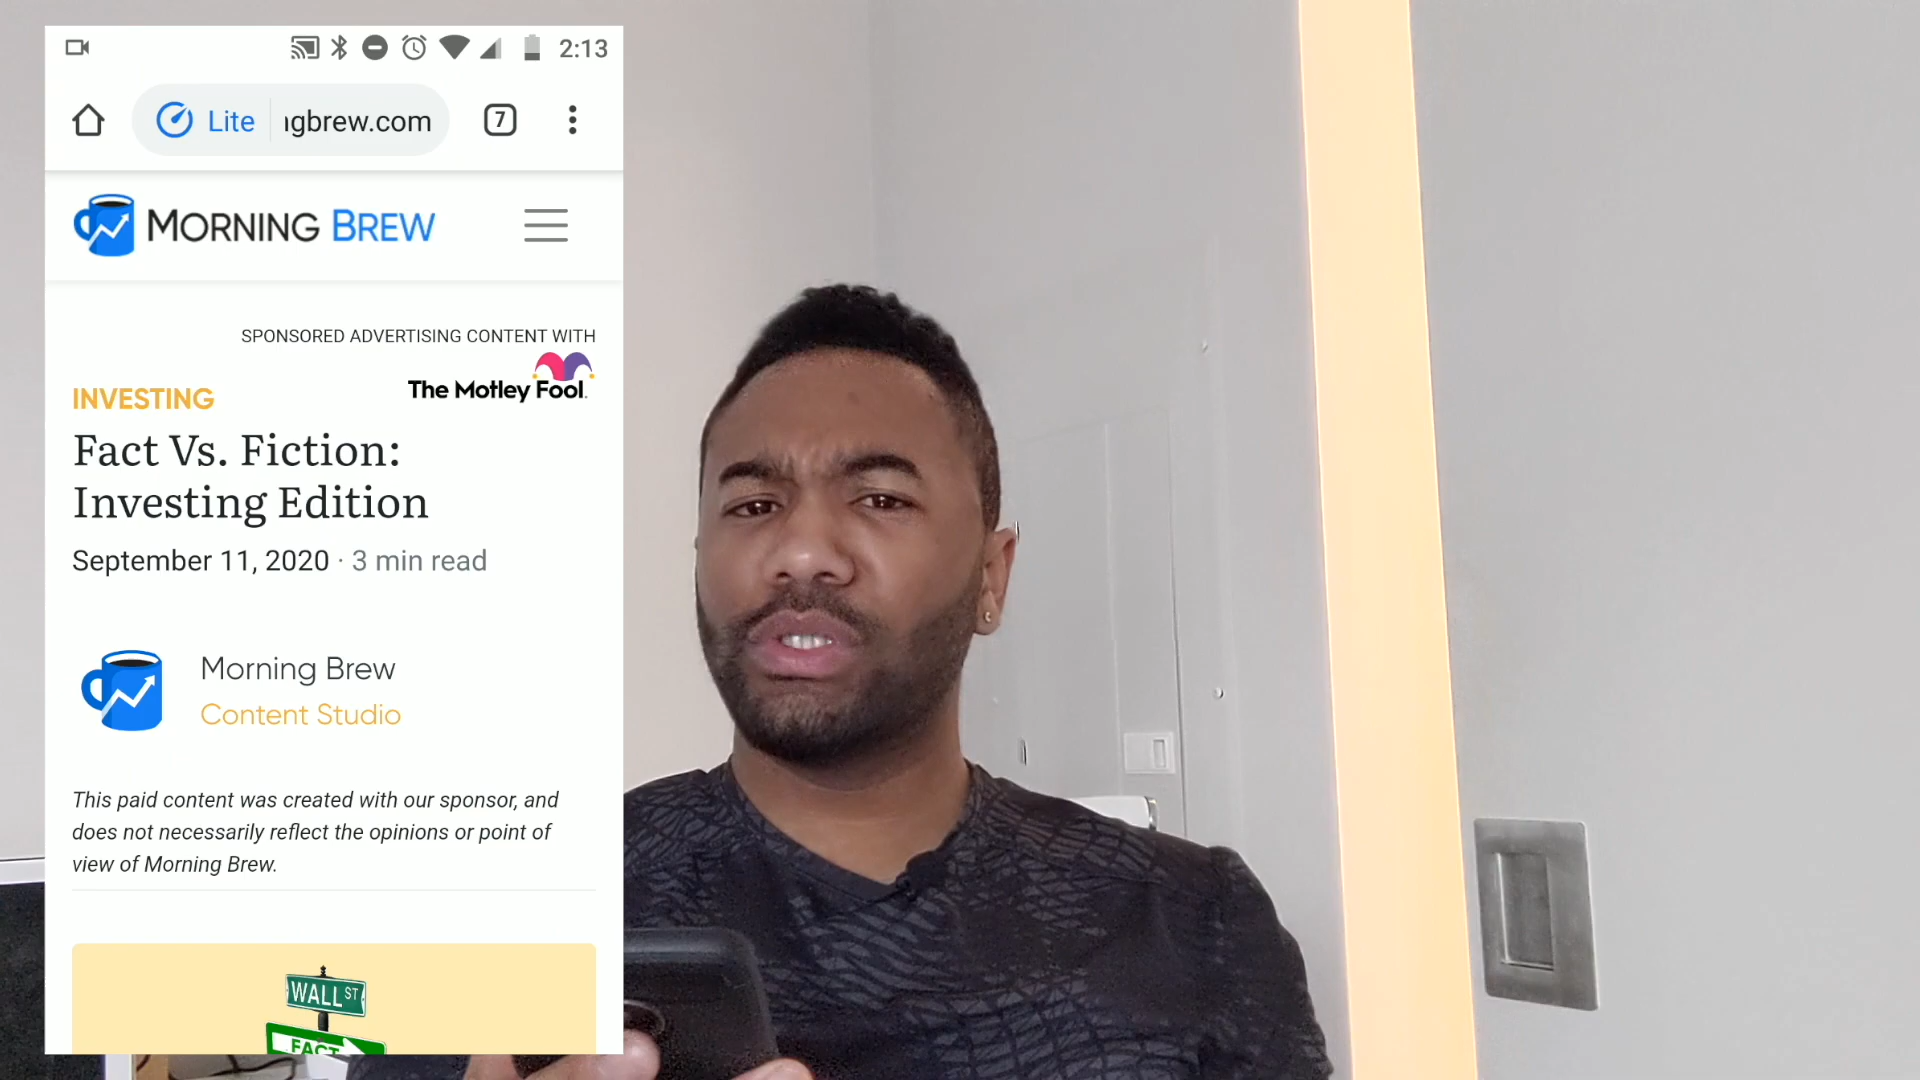 2:13
Lite
ngbrew.com
7
MORNING BREW
SPONSORED ADVERTISING CONTENT WITH
The Motley Fool.
INVESTING
Fact Vs. Fiction:
Investing Edition
September 11, 2020 · 3 min read
Morning Brew
Content Studio
This paid content was created with our sponsor, and
does not necessarily reflect the opinions or point of
view of Morning Brew.
WALL ST
FACT